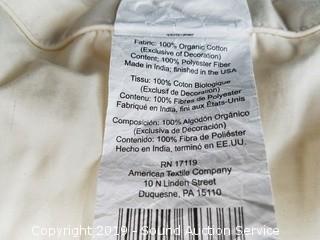 Fabric: 100% Organic Cotton
(Exclusive of Decoration)
Content: 100% Polyester Fiber
Made in India; finished in the USA
Tissu: 100% Coton Biologique
(Exclusif de Decoration)
Contenu: 100% Fibres de Polyester
Fabriqué en India, fini aux États-Unis
Composición: 100% Algodón Orgánico
(Exclusiva de Decoración)
Contenido: 100% Fibra de Poliéster
Hecho en India, terminó en EE.UU.
RN 17119
American Textile Company
10 N Linden Street
Duquesne, PA 15110
Copyright 2019 - Sound Auction Service